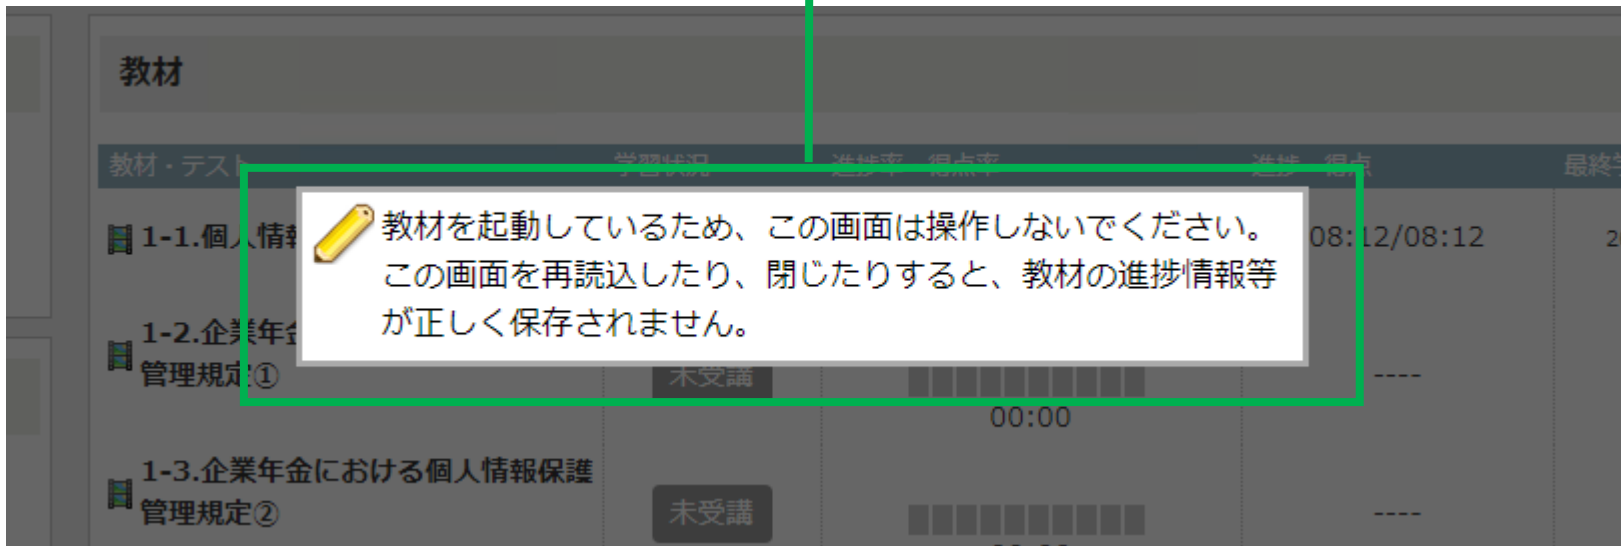 教材
教材・テスト 学習状況 進捗率・得点率 進捗・得点
教材を起動しているため、この画面は操作しないでください。
この画面を再読込したり、閉じたりすると、教材の進捗情報等
が正しく保存されません。
1-1.個人情 08:12/08:12
1-2.企業年
管理規定① 未受講 ----
00:00
1-3.企業年金における個人情報保護
管理規定② 未受講 ----